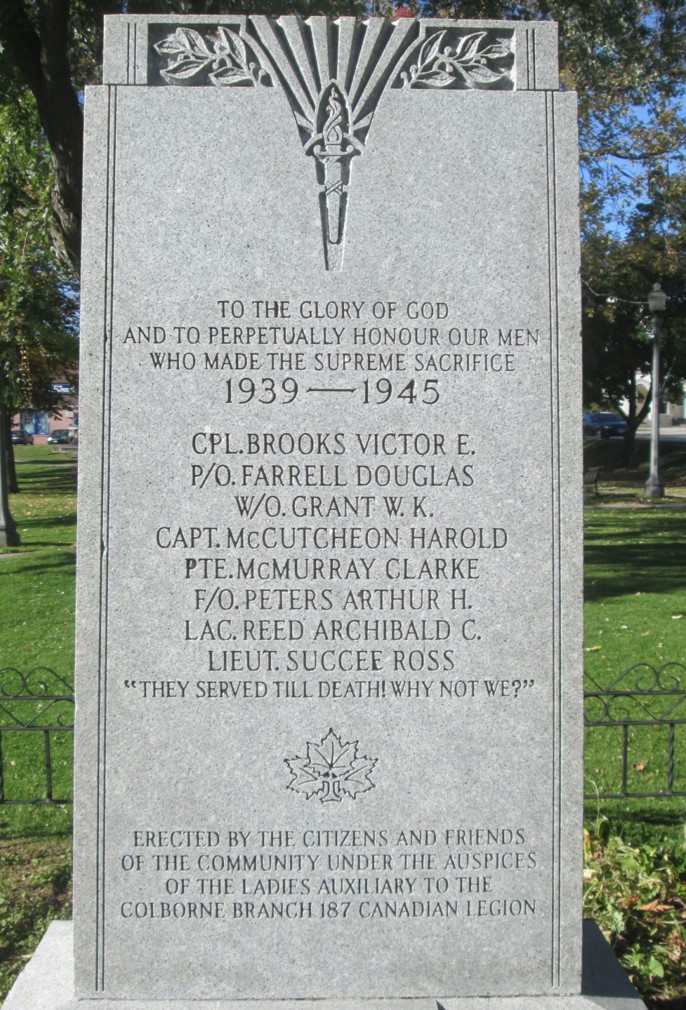 TO THE GLORY OF GOD
AND TO PERPETUALLY HONOUR OUR MEN
WHO MADE THE SUPREME SACRIFICE
1939 — 1945
CPL. BROOKS VICTOR E.
P/O. FARRELL DOUGLAS
W/O. GRANT W. K.
CAPT. McCUTCHEON HAROLD
PTE. McMURRAY CLARKE
F/O. PETERS ARTHUR H.
LAC. REED ARCHIBALD C.
LIEUT. SUCCEE ROSS
"THEY SERVED TILL DEATH! WHY NOT WE?"
ERECTED BY THE CITIZENS AND FRIENDS
OF THE COMMUNITY UNDER THE AUSPICES
OF THE LADIES AUXILIARY TO THE
COLBORNE BRANCH 187 CANADIAN LEGION